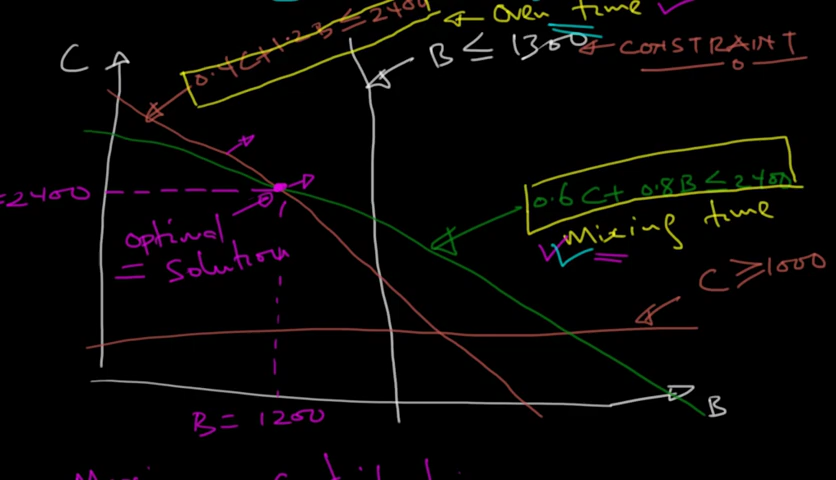 Oven time
0.4C+1.2B ≤ 2400
B ≤ 1300
CONSTRAINT
C
=2400
0.6C+ 0.8B ≤ 2400
Mixing time
optimal
= Solution
C ≥ 1000
B = 1200
B